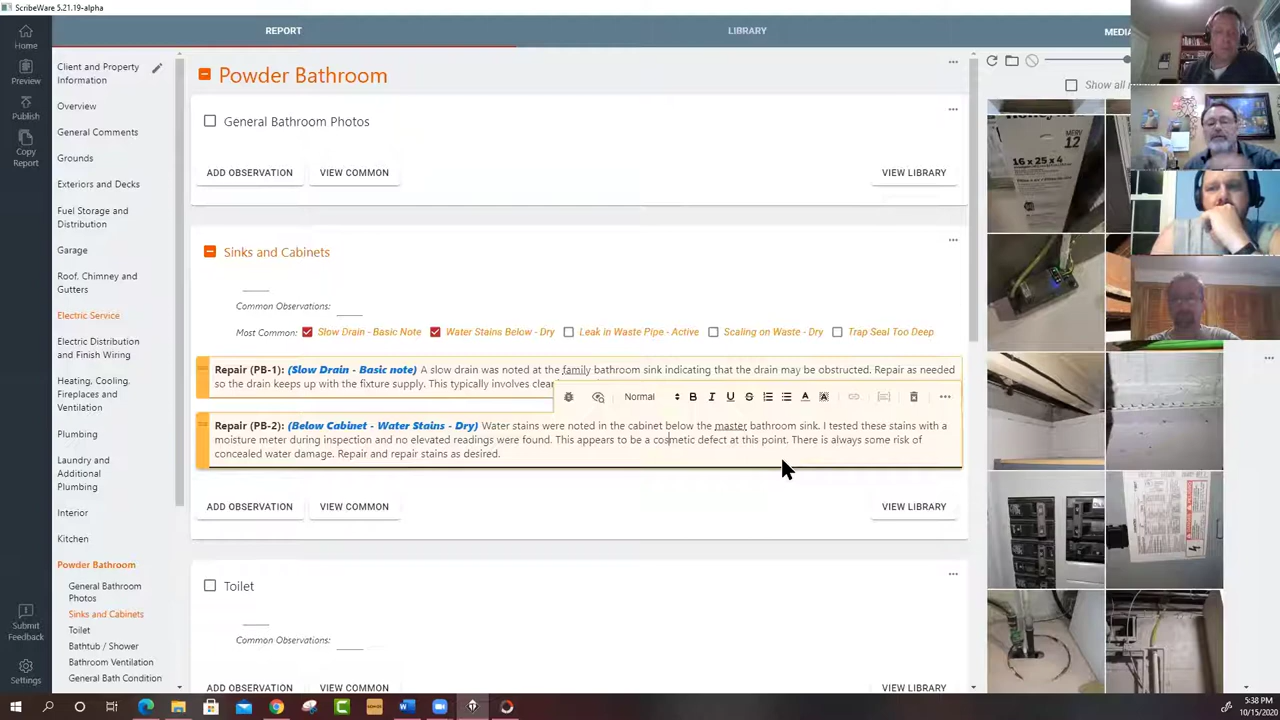 ScribeWare 5.21.19-alpha
REPORT
LIBRARY
MEDIA
Home
Preview
Publish
Copy
Report
Submit
Feedback
Settings
Client and Property
Information
Overview
General Comments
Grounds
Exteriors and Decks
Fuel Storage and
Distribution
Garage
Roof, Chimney and
Gutters
Electric Service
Electric Distribution
and Finish Wiring
Heating, Cooling,
Fireplaces and
Ventilation
Plumbing
Laundry and
Additional
Plumbing
Interior
Kitchen
Powder Bathroom
General Bathroom
Photos
Sinks and Cabinets
Toilet
Bathtub / Shower
Bathroom Ventilation
General Bath Condition
Powder Bathroom
General Bathroom Photos
ADD OBSERVATION
VIEW COMMON
VIEW LIBRARY
Sinks and Cabinets
Common Observations:
Most Common:
Slow Drain - Basic Note
Water Stains Below - Dry
Leak in Waste Pipe - Active
Scaling on Waste - Dry
Trap Seal Too Deep
Repair (PB-1): (Slow Drain - Basic note) A slow drain was noted at the family bathroom sink indicating that the drain may be obstructed. Repair as needed
so the drain keeps up with the fixture supply. This typically involves clear
Normal
Repair (PB-2): (Below Cabinet - Water Stains - Dry) Water stains were noted in the cabinet below the master bathroom sink. I tested these stains with a
moisture meter during inspection and no elevated readings were found. This appears to be a cosmetic defect at this point. There is always some risk of
concealed water damage. Repair and repair stains as desired.
ADD OBSERVATION
VIEW COMMON
VIEW LIBRARY
Toilet
Common Observations:
ADD OBSERVATION
VIEW COMMON
VIEW LIBRARY
Show all
MERV
12
16 x 25 x 4
5:38 PM
10/15/2020